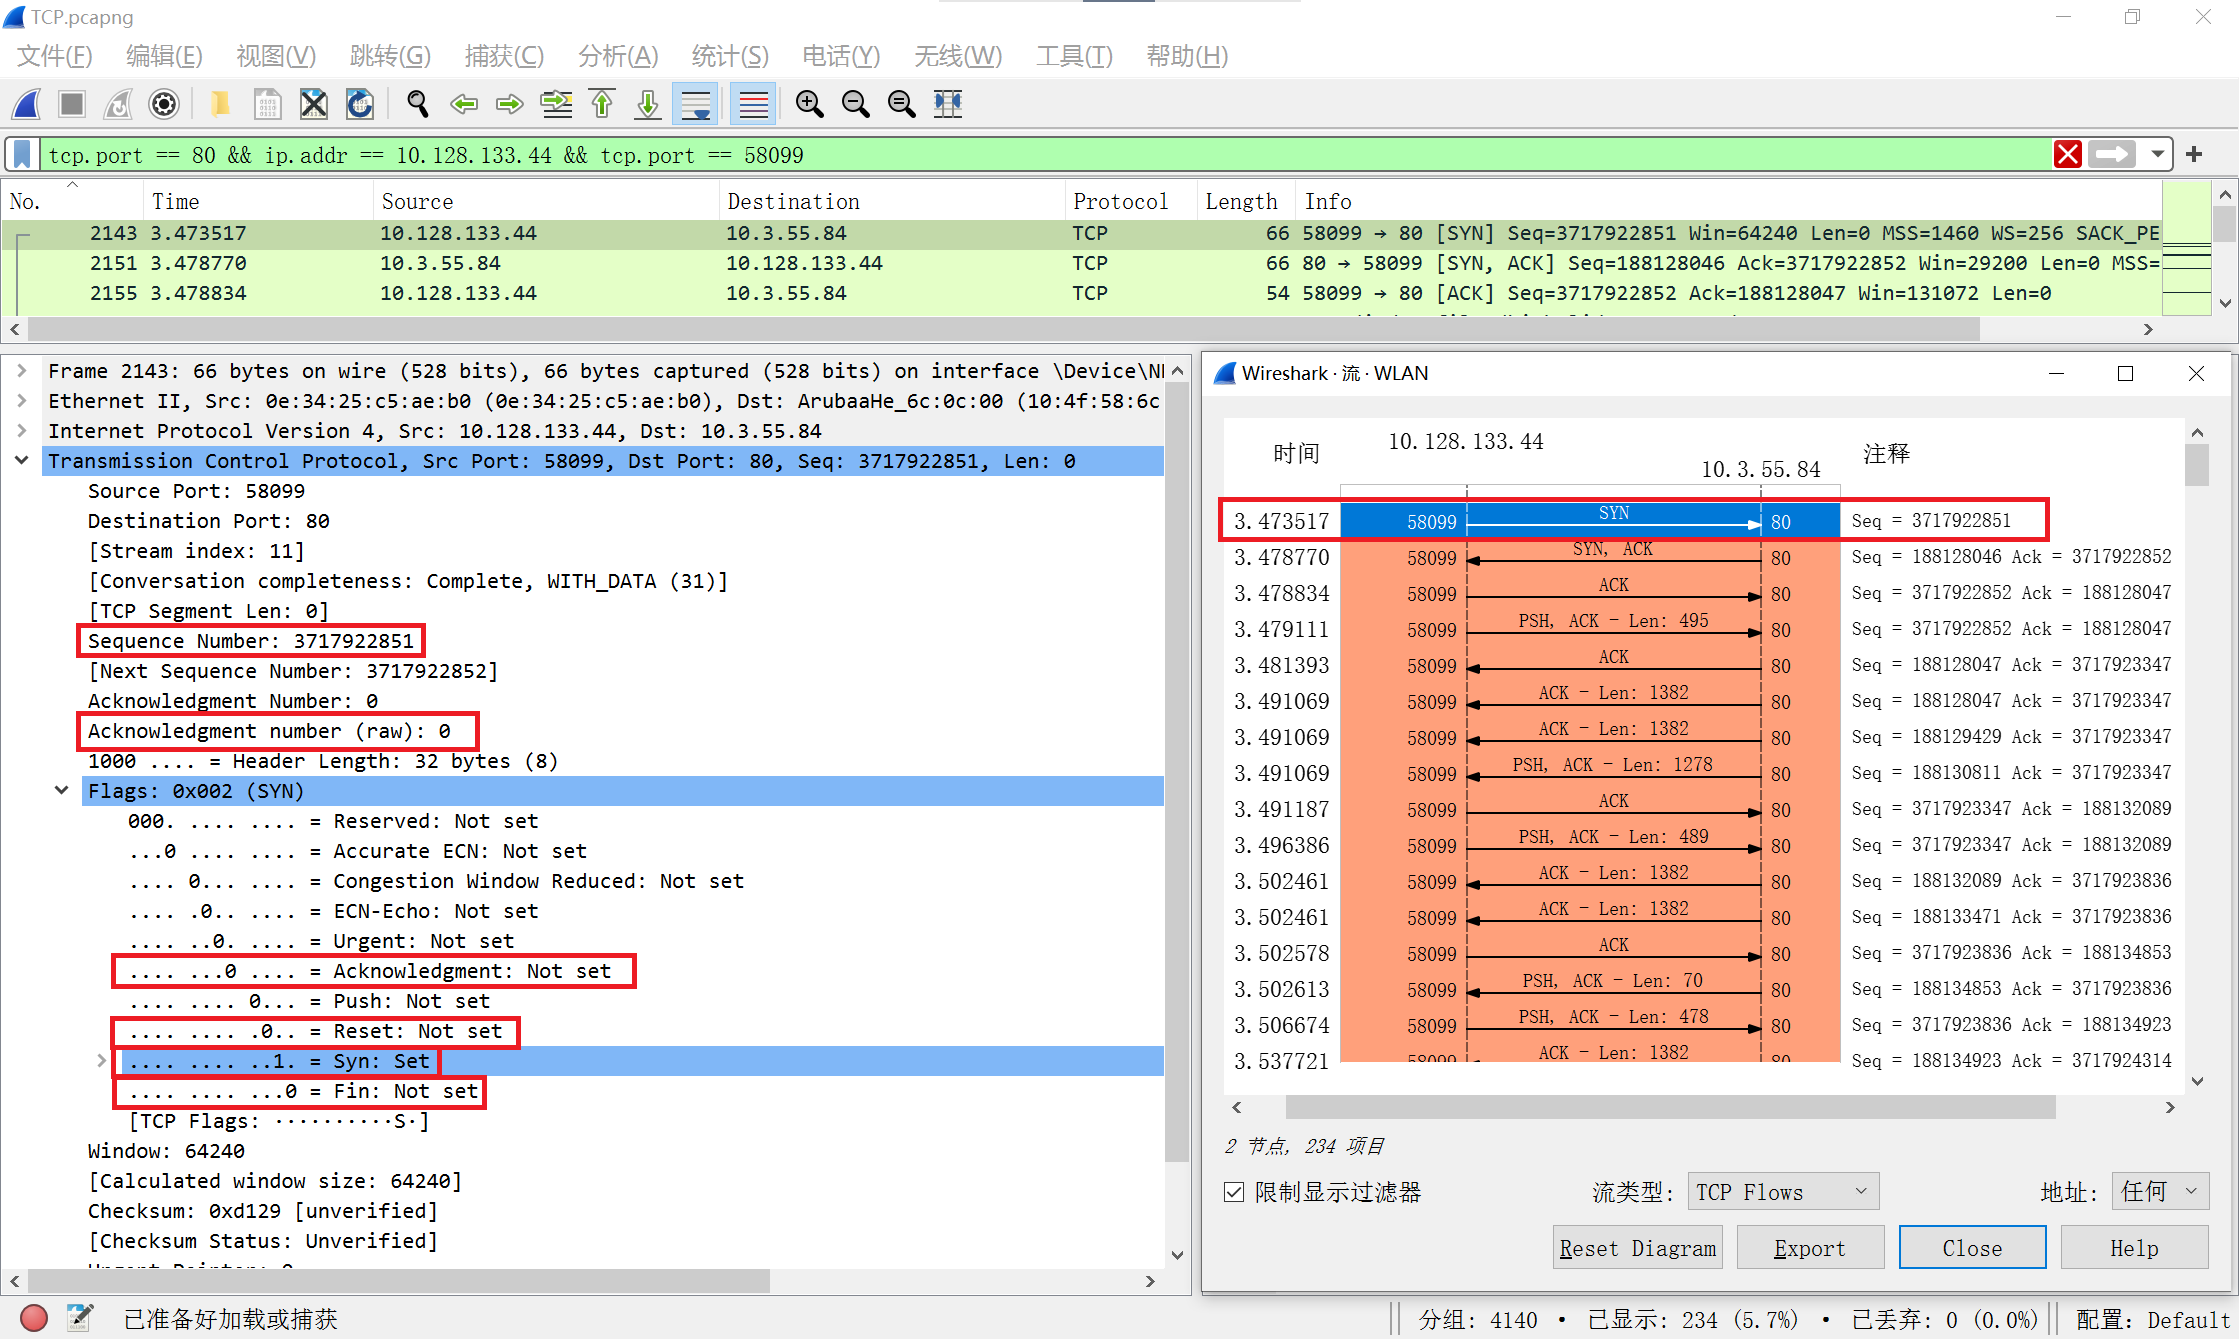 TCP.pcapng
文件(F) 编辑(E) 视图(V) 跳转(G) 捕获(C) 分析(A) 统计(S) 电话(Y) 无线(W) 工具(T) 帮助(H)
tcp.port == 80 && ip.addr == 10.128.133.44 && tcp.port == 58099
No. Time Source Destination Protocol Length Info
2143 3.473517 10.128.133.44 10.3.55.84 TCP 66 58099 → 80 [SYN] Seq=3717922851 Win=64240 Len=0 MSS=1460 WS=256 SACK_PE
2151 3.478770 10.3.55.84 10.128.133.44 TCP 66 80 → 58099 [SYN, ACK] Seq=188128046 Ack=3717922852 Win=29200 Len=0 MSS=
2155 3.478834 10.128.133.44 10.3.55.84 TCP 54 58099 → 80 [ACK] Seq=3717922852 Ack=188128047 Win=131072 Len=0
Frame 2143: 66 bytes on wire (528 bits), 66 bytes captured (528 bits) on interface \Device\N
Ethernet II, Src: 0e:34:25:c5:ae:b0 (0e:34:25:c5:ae:b0), Dst: ArubaaHe_6c:0c:00 (10:4f:58:6c
Internet Protocol Version 4, Src: 10.128.133.44, Dst: 10.3.55.84
Transmission Control Protocol, Src Port: 58099, Dst Port: 80, Seq: 3717922851, Len: 0
Source Port: 58099
Destination Port: 80
[Stream index: 11]
[Conversation completeness: Complete, WITH_DATA (31)]
[TCP Segment Len: 0]
Sequence Number: 3717922851
[Next Sequence Number: 3717922852]
Acknowledgment Number: 0
Acknowledgment number (raw): 0
1000 .... = Header Length: 32 bytes (8)
Flags: 0x002 (SYN)
000. .... .... = Reserved: Not set
...0 .... .... = Accurate ECN: Not set
.... 0... .... = Congestion Window Reduced: Not set
.... .0.. .... = ECN-Echo: Not set
.... ..0. .... = Urgent: Not set
.... ...0 .... = Acknowledgment: Not set
.... .... 0... = Push: Not set
.... .... .0.. = Reset: Not set
.... .... ..1. = Syn: Set
.... .... ...0 = Fin: Not set
[TCP Flags: ··········S·]
Window: 64240
[Calculated window size: 64240]
Checksum: 0xd129 [unverified]
[Checksum Status: Unverified]
Wireshark · 流 · WLAN
时间 10.128.133.44 10.3.55.84 注释
3.473517 58099 SYN 80 Seq = 3717922851
3.478770 58099 SYN, ACK 80 Seq = 188128046 Ack = 3717922852
3.478834 58099 ACK 80 Seq = 3717922852 Ack = 188128047
3.479111 58099 PSH, ACK - Len: 495 80 Seq = 3717922852 Ack = 188128047
3.481393 58099 ACK 80 Seq = 188128047 Ack = 3717923347
3.491069 58099 ACK - Len: 1382 80 Seq = 188128047 Ack = 3717923347
3.491069 58099 ACK - Len: 1382 80 Seq = 188129429 Ack = 3717923347
3.491069 58099 PSH, ACK - Len: 1278 80 Seq = 188130811 Ack = 3717923347
3.491187 58099 ACK 80 Seq = 3717923347 Ack = 188132089
3.496386 58099 PSH, ACK - Len: 489 80 Seq = 3717923347 Ack = 188132089
3.502461 58099 ACK - Len: 1382 80 Seq = 188132089 Ack = 3717923836
3.502461 58099 ACK - Len: 1382 80 Seq = 188133471 Ack = 3717923836
3.502578 58099 ACK 80 Seq = 3717923836 Ack = 188134853
3.502613 58099 PSH, ACK - Len: 70 80 Seq = 188134853 Ack = 3717923836
3.506674 58099 PSH, ACK - Len: 478 80 Seq = 3717923836 Ack = 188134923
3.537721 58099 ACK - Len: 1382 80 Seq = 188134923 Ack = 3717924314
2 节点, 234 项目
限制显示过滤器 流类型: TCP Flows 地址: 任何
Reset Diagram Export Close Help
已准备好加载或捕获 分组: 4140 · 已显示: 234 (5.7%) · 已丢弃: 0 (0.0%) 配置: Default